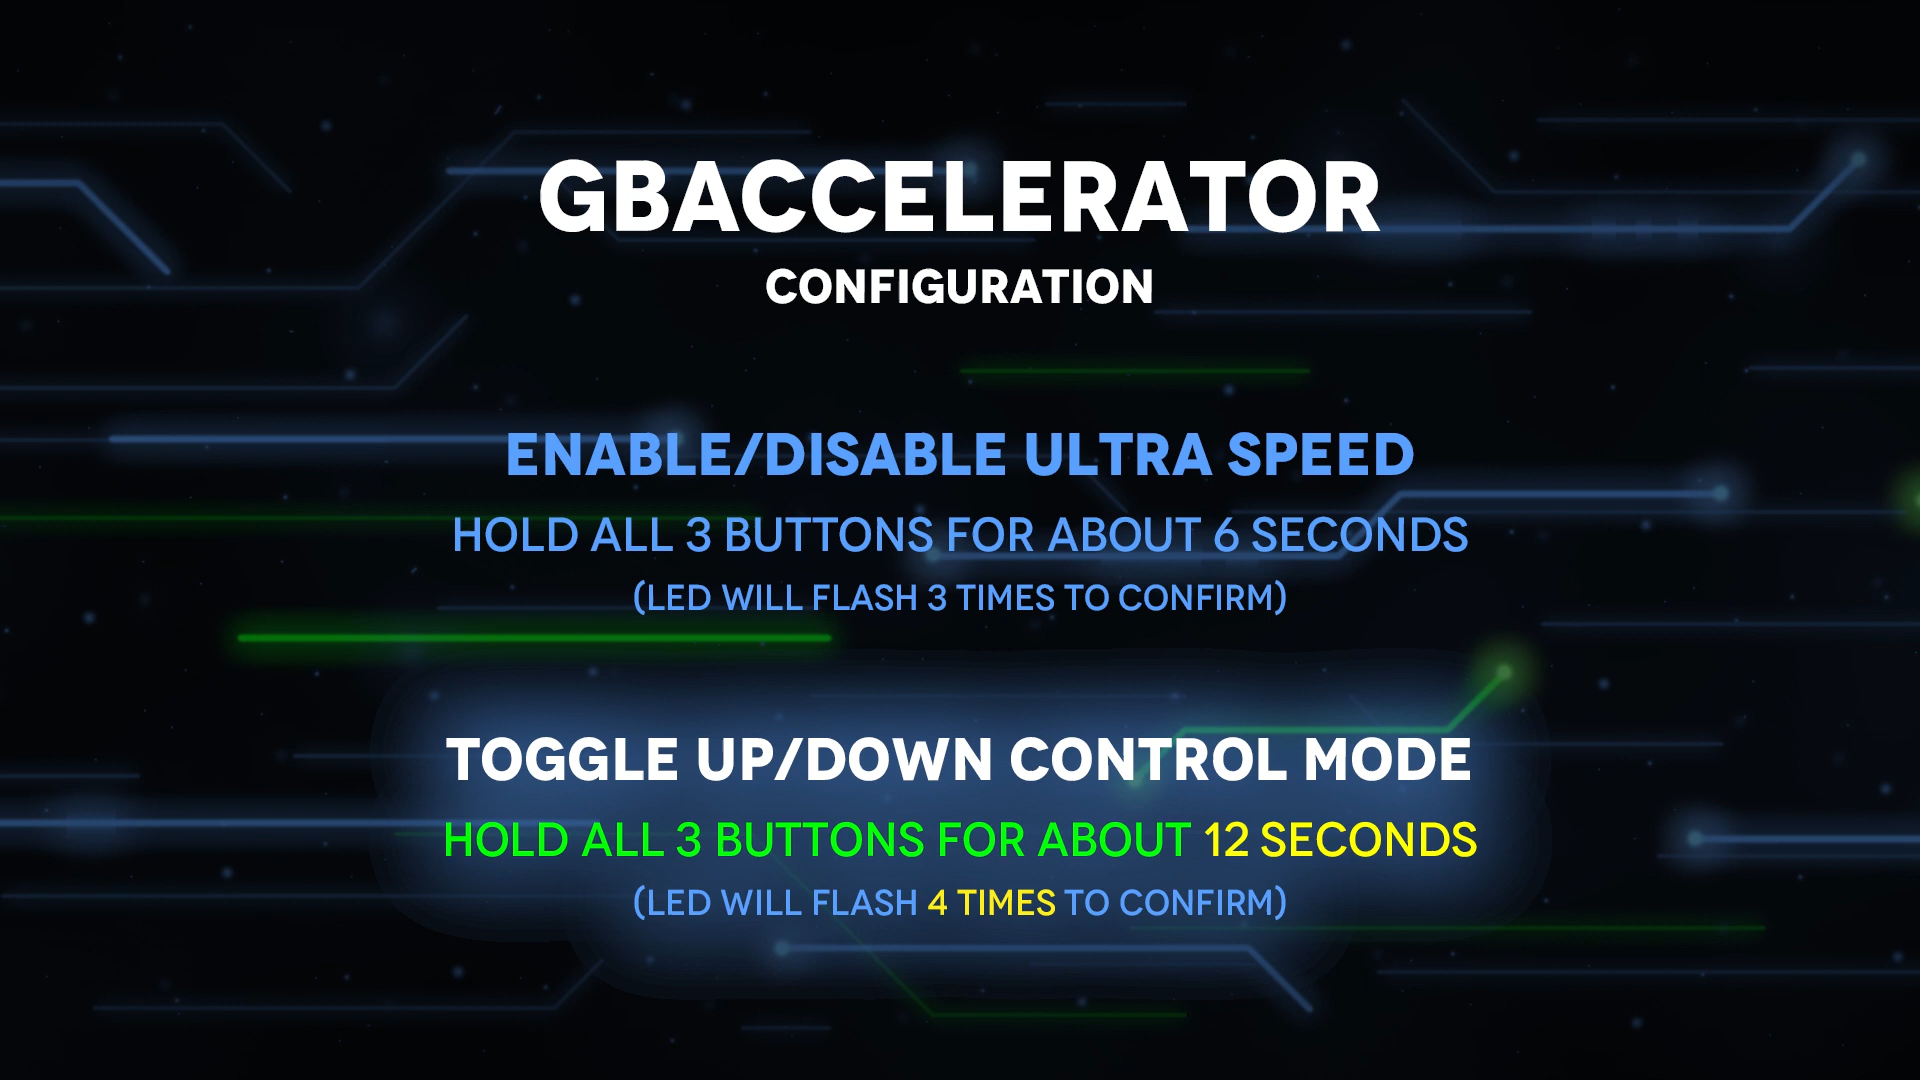 GBACCELERATOR
CONFIGURATION
ENABLE/DISABLE ULTRA SPEED
HOLD ALL 3 BUTTONS FOR ABOUT 6 SECONDS
(LED WILL FLASH 3 TIMES TO CONFIRM)
TOGGLE UP/DOWN CONTROL MODE
HOLD ALL 3 BUTTONS FOR ABOUT 12 SECONDS
(LED WILL FLASH 4 TIMES TO CONFIRM)